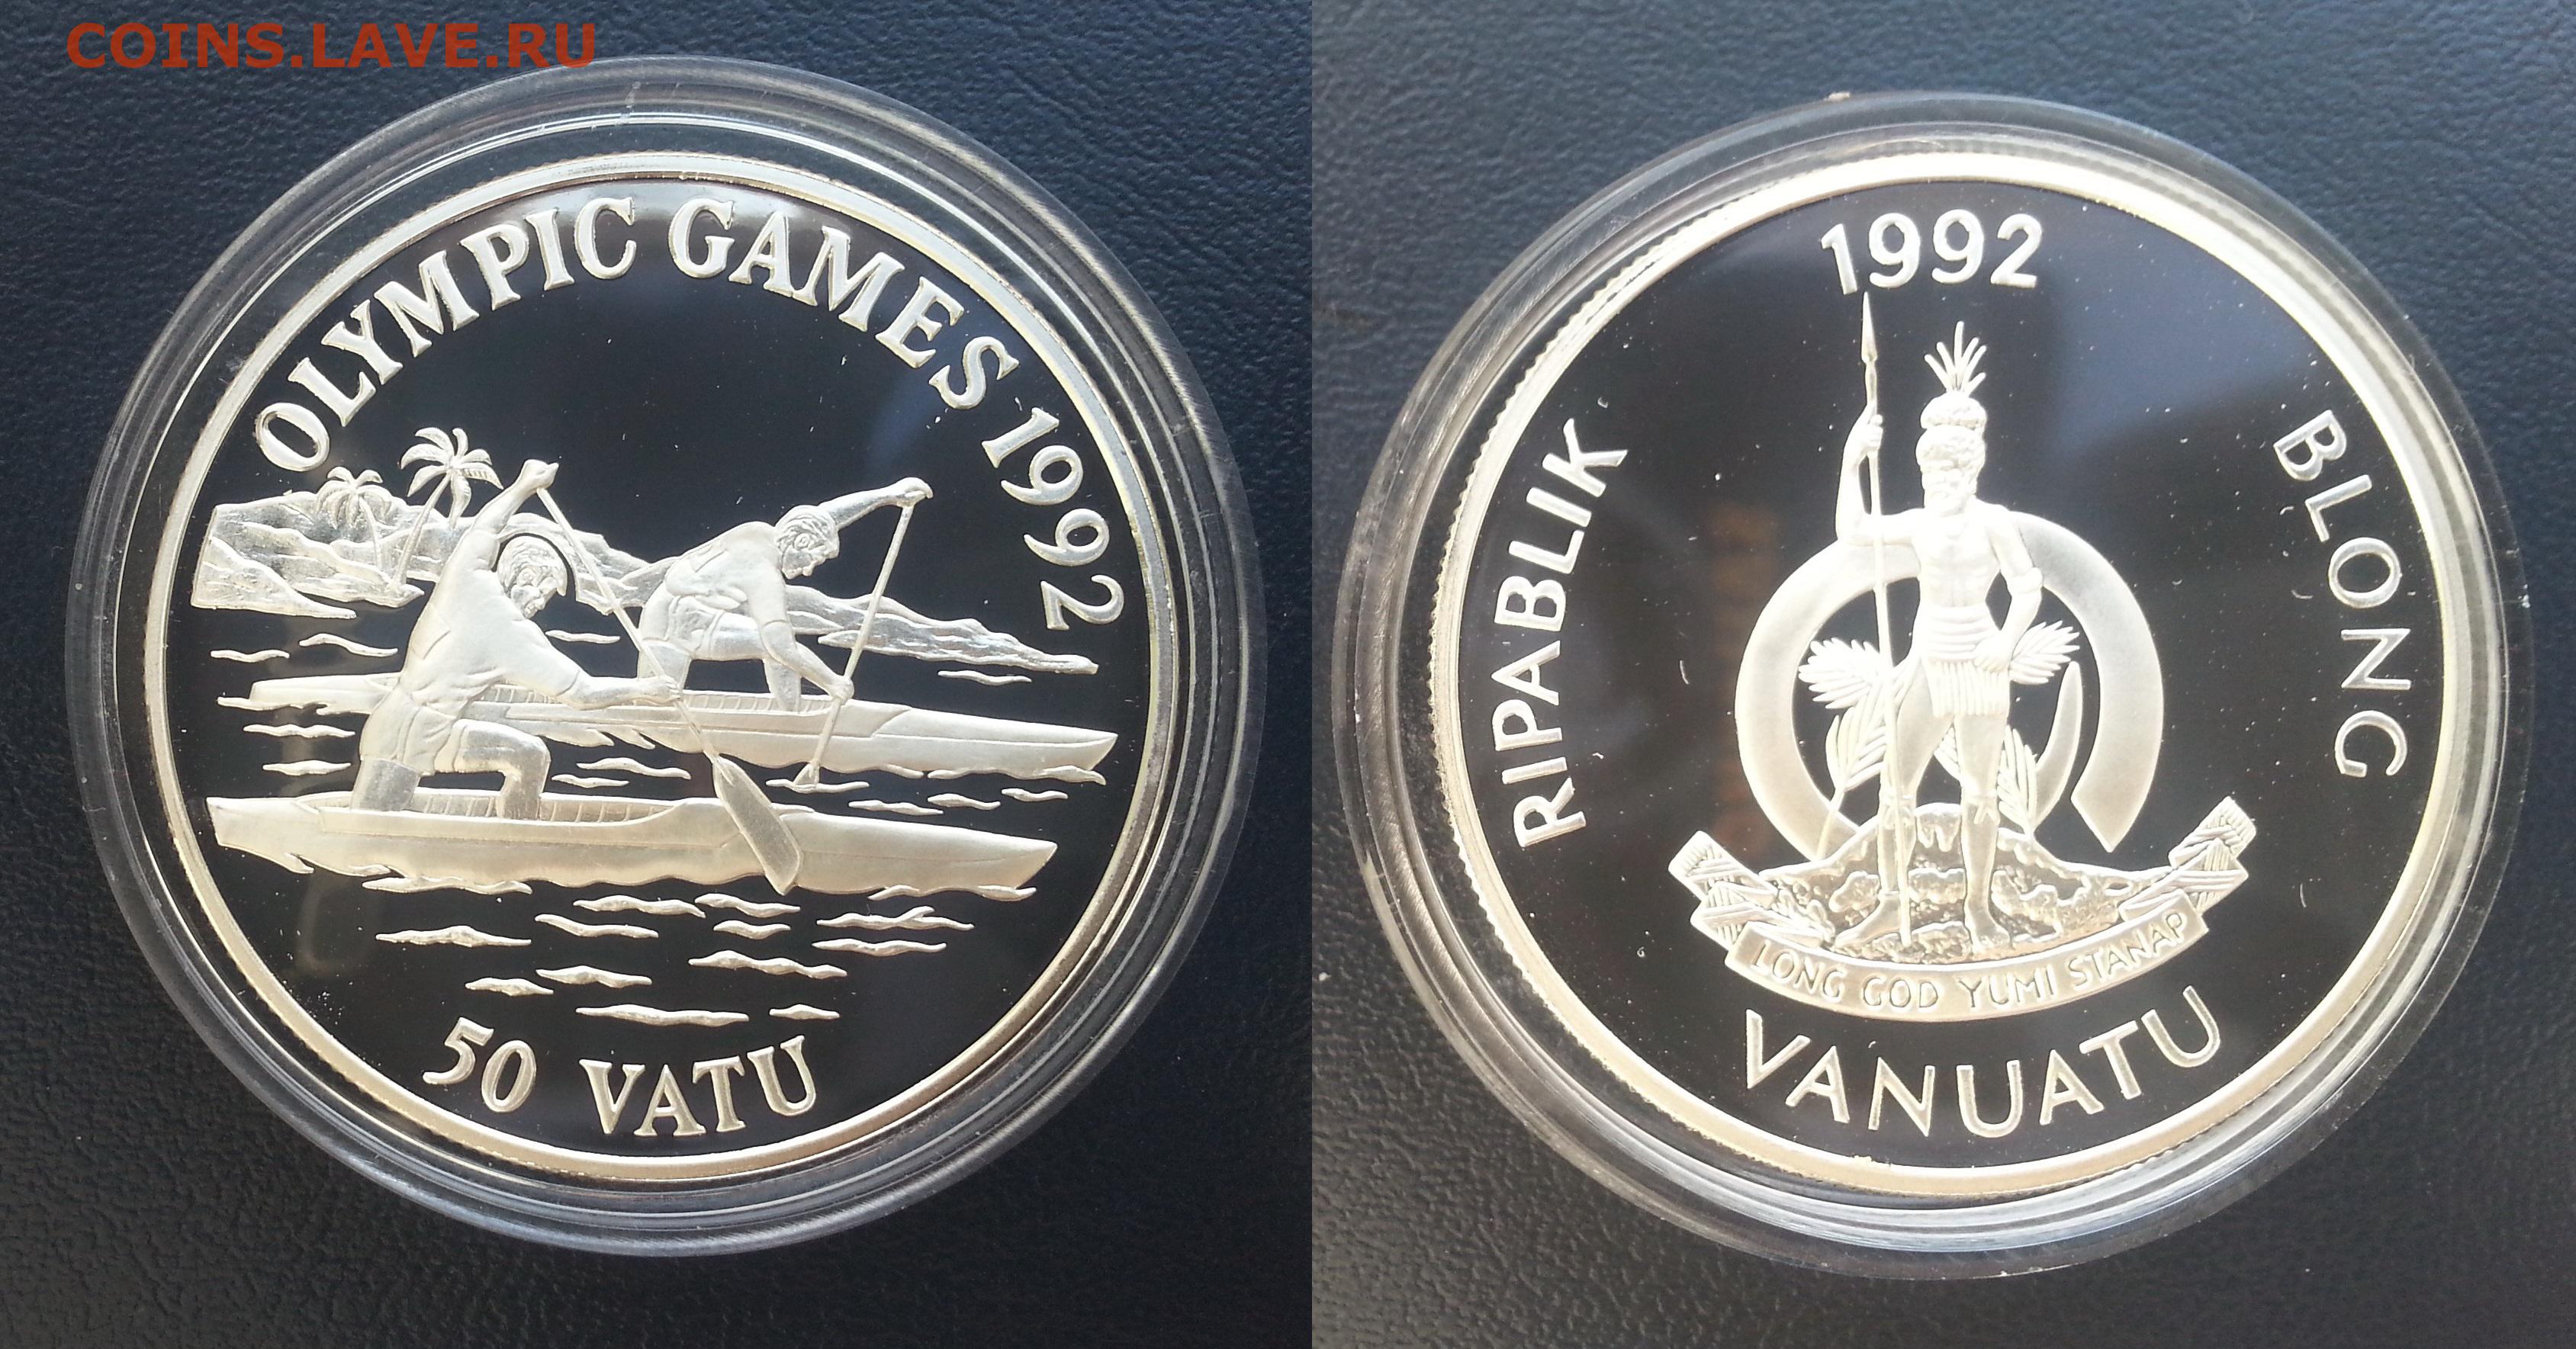 COINS.LAVE.RU
OLYMPIC GAMES 1992
50 VATU
1992
RIPABLIK BLONG
LONG GOD YUMI STANAP
VANUATU